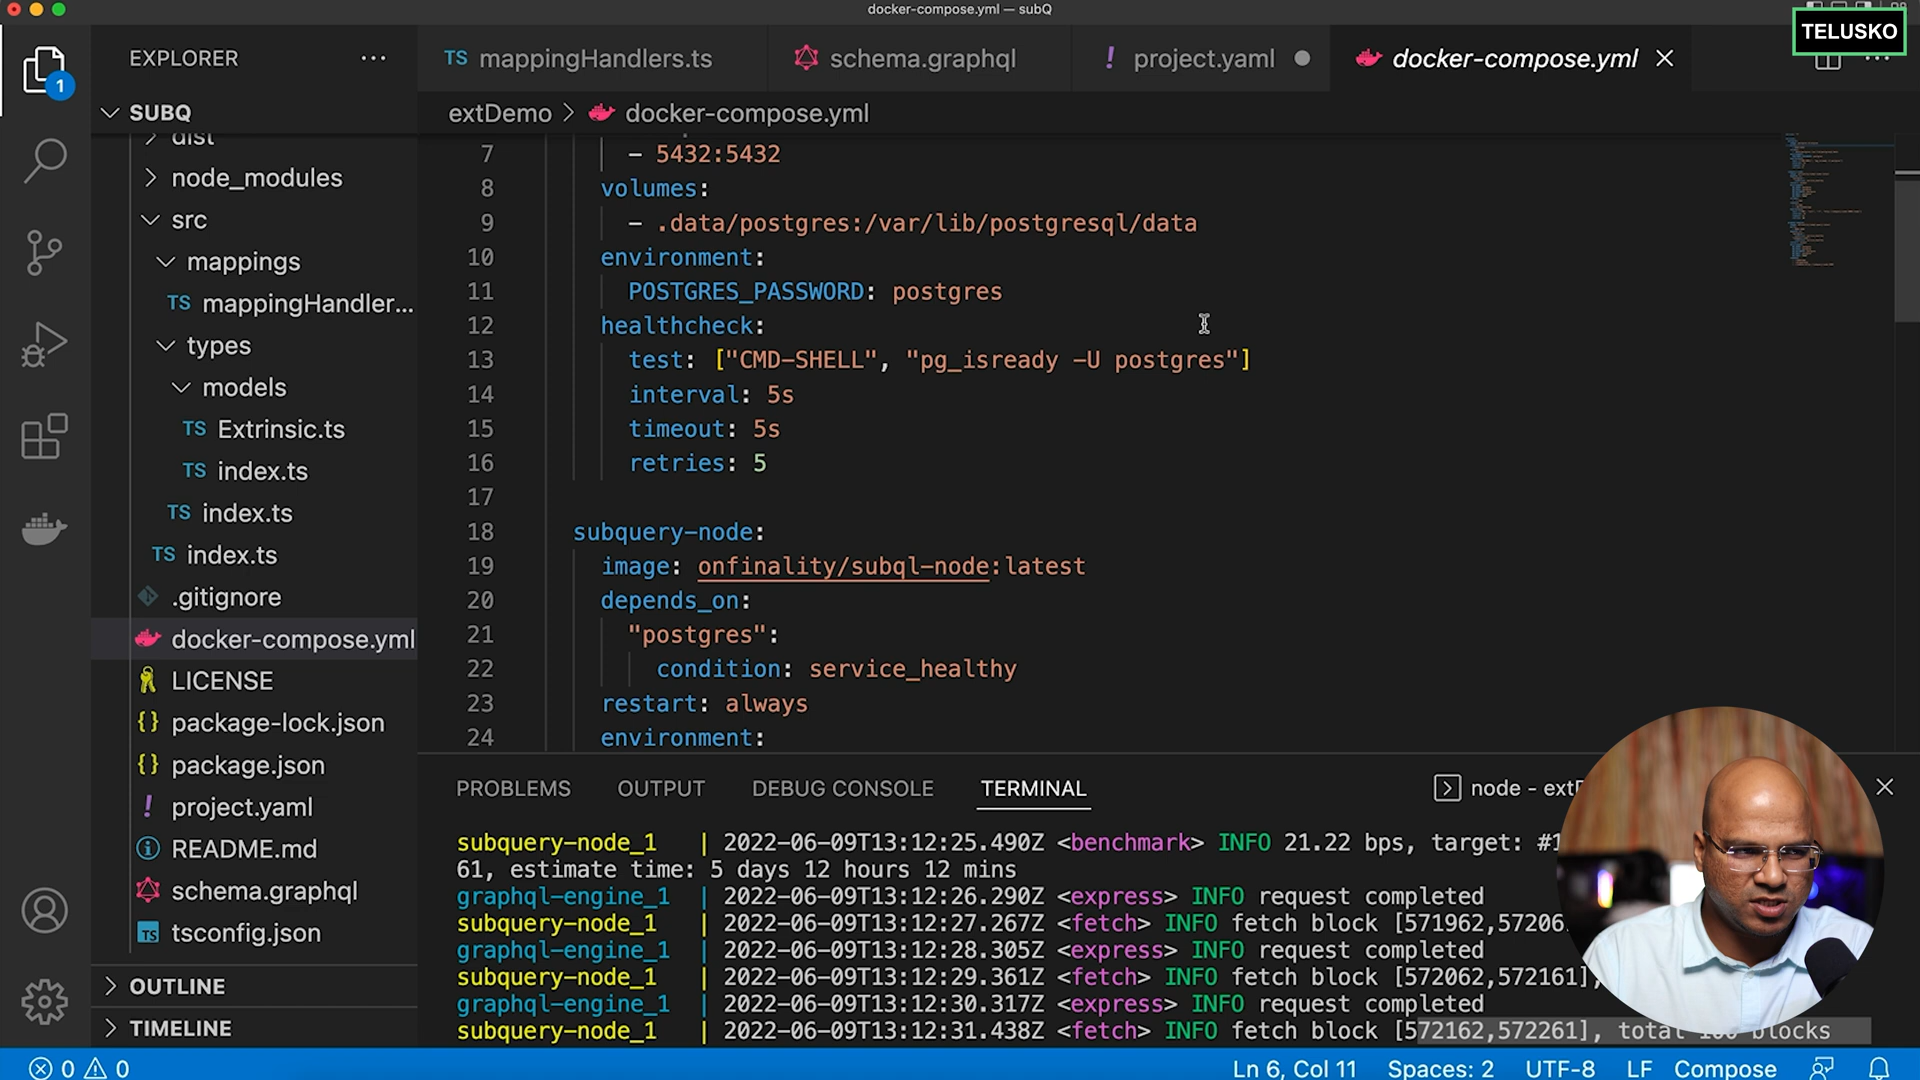 docker-compose.yml — subQ
TELUSKO
EXPLORER
TS mappingHandlers.ts
schema.graphql
! project.yaml
docker-compose.yml
1
SUBQ
extDemo > docker-compose.yml
dist
node_modules
src
mappings
TS mappingHandler...
types
models
TS Extrinsic.ts
TS index.ts
TS index.ts
TS index.ts
.gitignore
docker-compose.yml
LICENSE
{} package-lock.json
{} package.json
! project.yaml
README.md
schema.graphql
TS tsconfig.json
OUTLINE
TIMELINE
7 - 5432:5432
8 volumes:
9 - .data/postgres:/var/lib/postgresql/data
10 environment:
11 POSTGRES_PASSWORD: postgres
12 healthcheck:
13 test: ["CMD-SHELL", "pg_isready -U postgres"]
14 interval: 5s
15 timeout: 5s
16 retries: 5
17
18 subquery-node:
19 image: onfinality/subql-node:latest
20 depends_on:
21 "postgres":
22 condition: service_healthy
23 restart: always
24 environment:
PROBLEMS OUTPUT DEBUG CONSOLE TERMINAL
node - extD
subquery-node_1 | 2022-06-09T13:12:25.490Z <benchmark> INFO 21.22 bps, target: #1
61, estimate time: 5 days 12 hours 12 mins
graphql-engine_1 | 2022-06-09T13:12:26.290Z <express> INFO request completed
subquery-node_1 | 2022-06-09T13:12:27.267Z <fetch> INFO fetch block [571962,57206
graphql-engine_1 | 2022-06-09T13:12:28.305Z <express> INFO request completed
subquery-node_1 | 2022-06-09T13:12:29.361Z <fetch> INFO fetch block [572062,572161],
graphql-engine_1 | 2022-06-09T13:12:30.317Z <express> INFO request completed
subquery-node_1 | 2022-06-09T13:12:31.438Z <fetch> INFO fetch block [572162,572261], total 100 blocks
0 0
Ln 6, Col 11 Spaces: 2 UTF-8 LF Compose